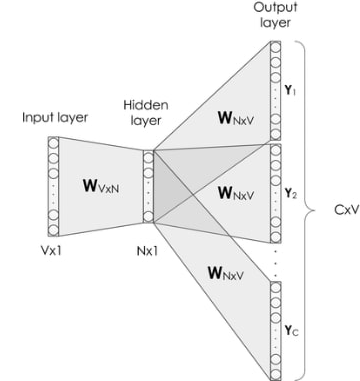 Output
layer
Y1
Hidden
layer
Input layer
WNxV
WVxN
WNxV
Y2
CxV
Vx1
Nx1
WNxV
YC